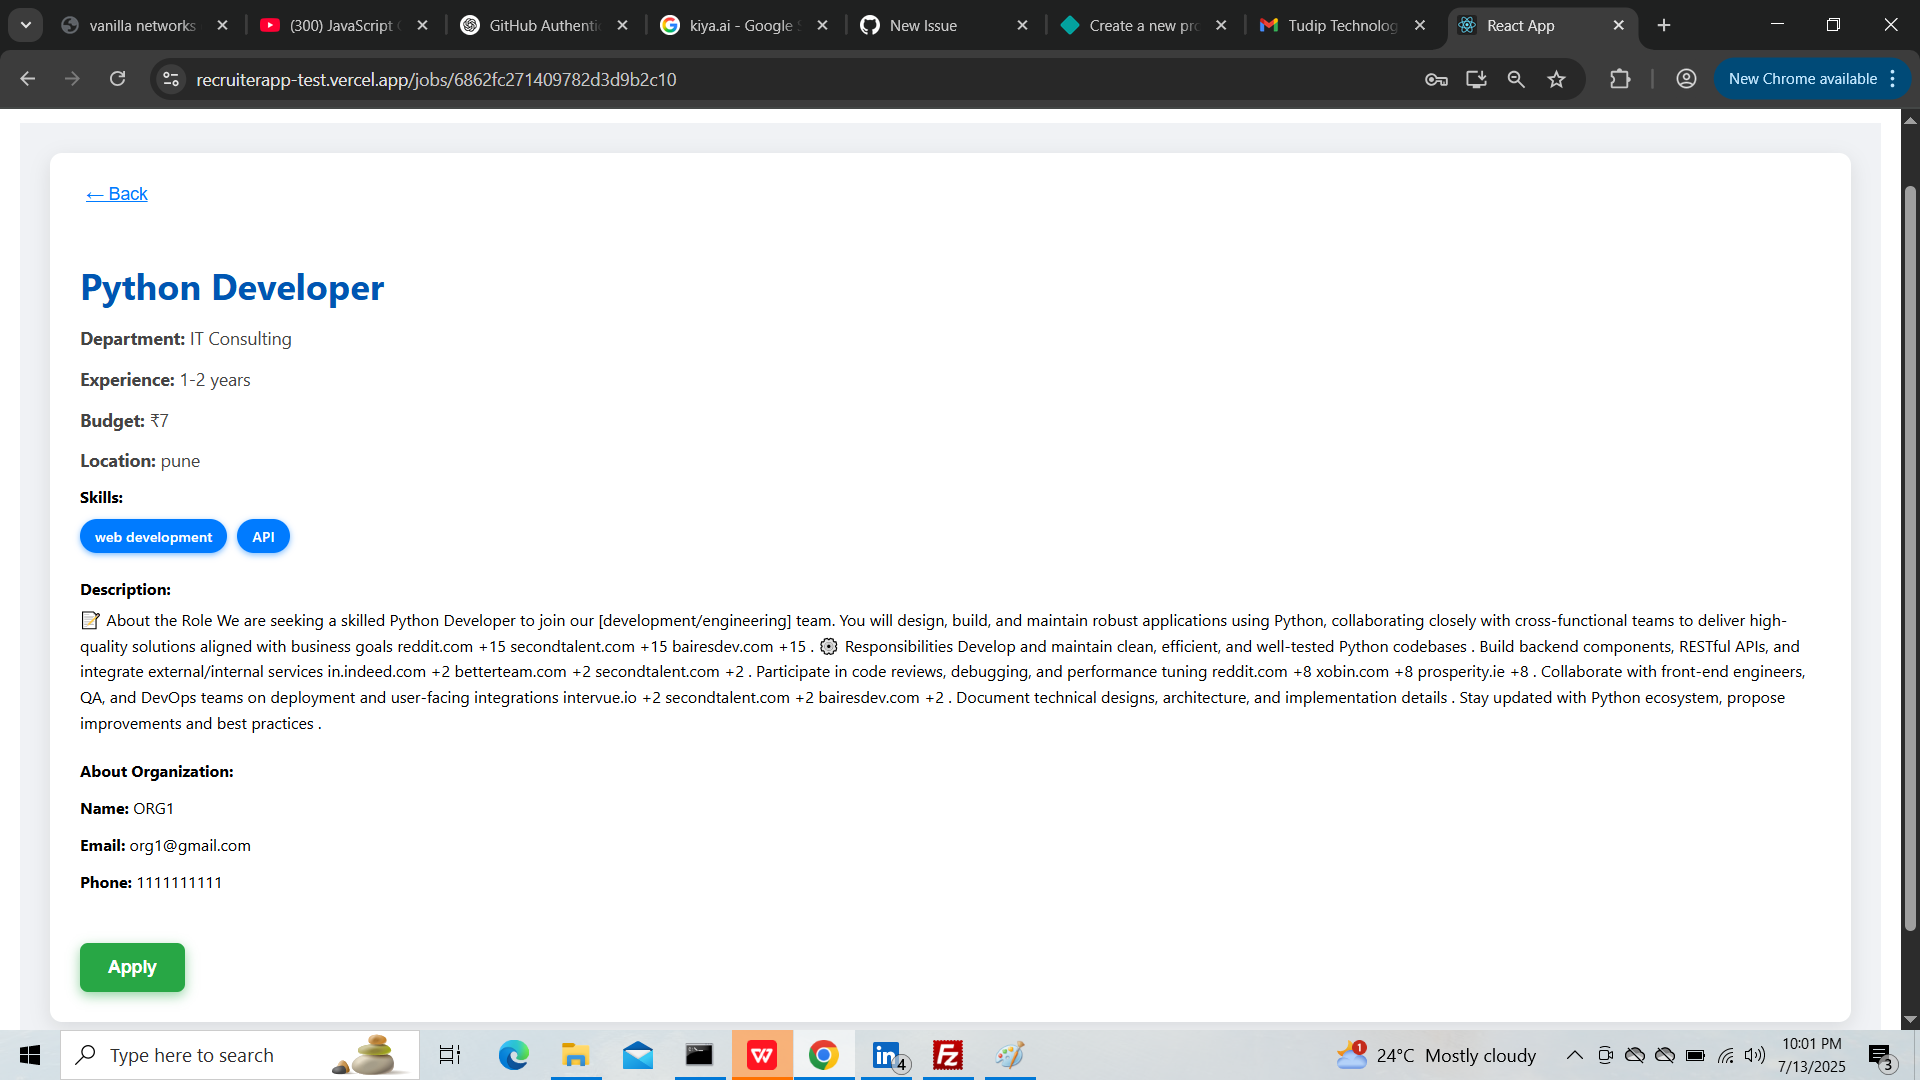 vanilla networks
(300) JavaScript
GitHub Authentic
kiya.ai - Google S
New Issue
Create a new pro
Tudip Technolog
React App
recruiterapp-test.vercel.app/jobs/6862fc271409782d3d9b2c10
New Chrome available
← Back
Python Developer
Department: IT Consulting
Experience: 1-2 years
Budget: ₹7
Location: pune
Skills:
web development API
Description:
📝 About the Role We are seeking a skilled Python Developer to join our [development/engineering] team. You will design, build, and maintain robust applications using Python, collaborating closely with cross-functional teams to deliver high-
quality solutions aligned with business goals reddit.com +15 secondtalent.com +15 bairesdev.com +15 . ⚙️ Responsibilities Develop and maintain clean, efficient, and well-tested Python codebases . Build backend components, RESTful APIs, and
integrate external/internal services in.indeed.com +2 betterteam.com +2 secondtalent.com +2 . Participate in code reviews, debugging, and performance tuning reddit.com +8 xobin.com +8 prosperity.ie +8 . Collaborate with front-end engineers,
QA, and DevOps teams on deployment and user-facing integrations intervue.io +2 secondtalent.com +2 bairesdev.com +2 . Document technical designs, architecture, and implementation details . Stay updated with Python ecosystem, propose
improvements and best practices .
About Organization:
Name: ORG1
Email: org1@gmail.com
Phone: 1111111111
Apply
Type here to search
4
1
24°C Mostly cloudy
10:01 PM
7/13/2025
3